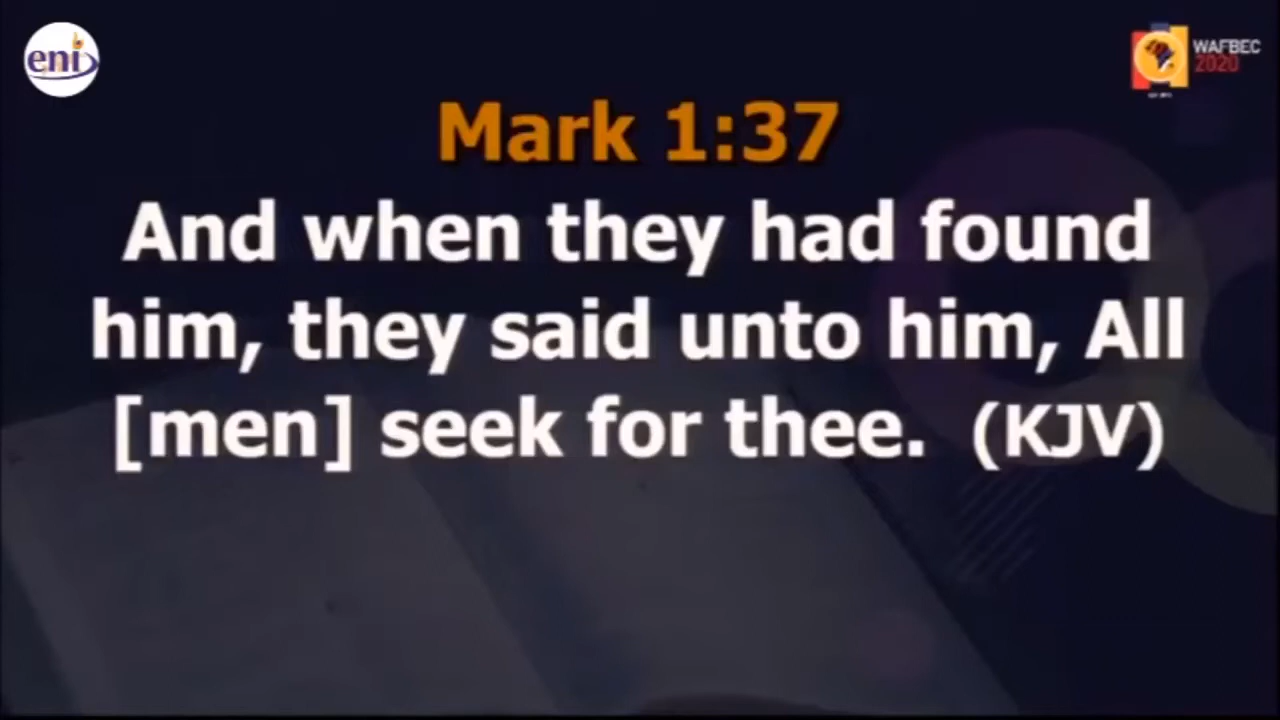 eni
WAFBEC
2020
Mark 1:37
And when they had found
him, they said unto him, All
[men] seek for thee. (KJV)